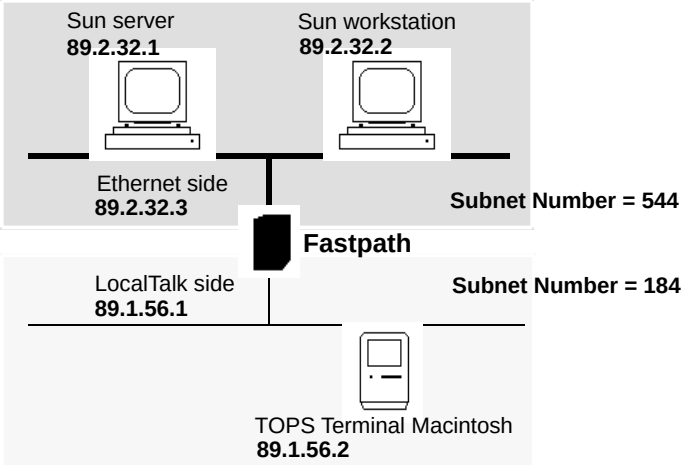 Sun server
89.2.32.1
Sun workstation
89.2.32.2
Ethernet side
89.2.32.3
Subnet Number = 544
Fastpath
LocalTalk side
89.1.56.1
Subnet Number = 184
TOPS Terminal Macintosh
89.1.56.2